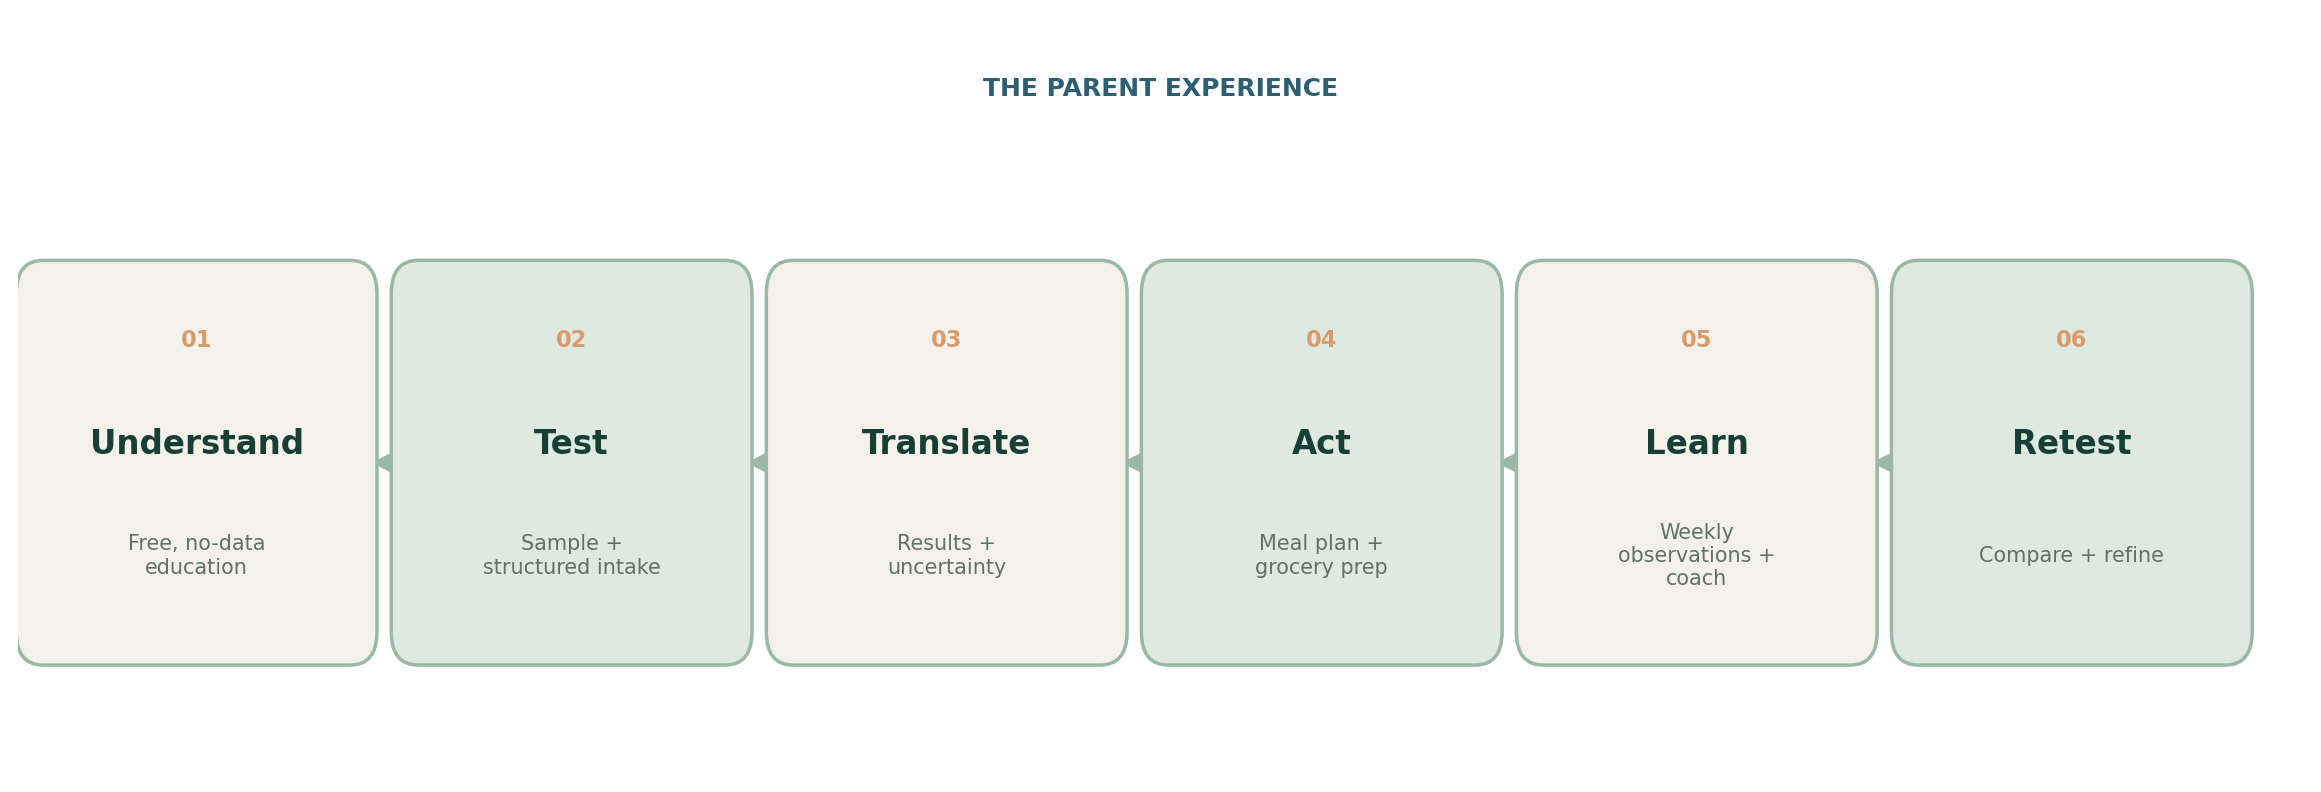 THE PARENT EXPERIENCE
01
Understand
Free, no-data
education
02
Test
Sample +
structured intake
03
Translate
Results +
uncertainty
04
Act
Meal plan +
grocery prep
05
Learn
Weekly
observations +
coach
06
Retest
Compare + refine